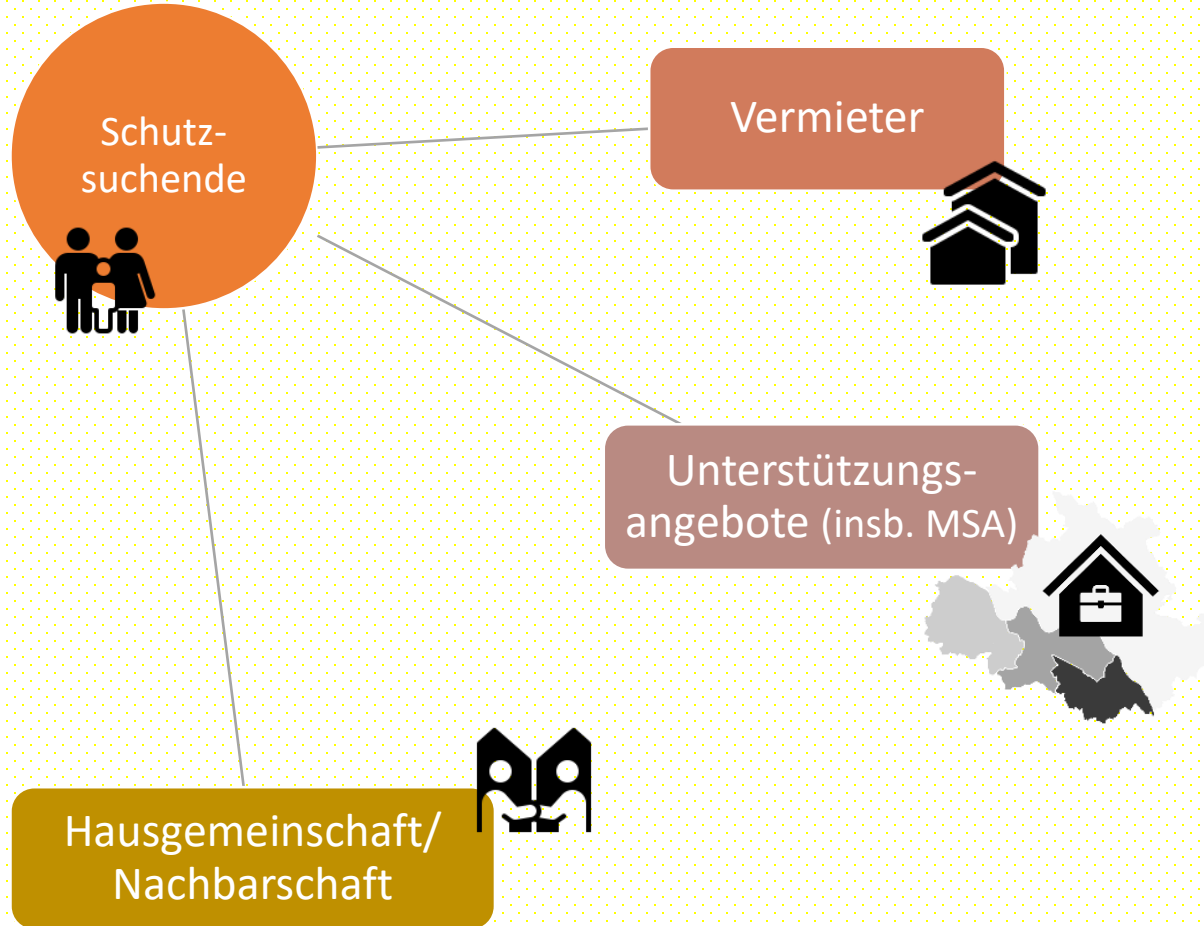 Schutz-
suchende
Vermieter
Unterstützungs-
angebote (insb. MSA)
Hausgemeinschaft/
Nachbarschaft